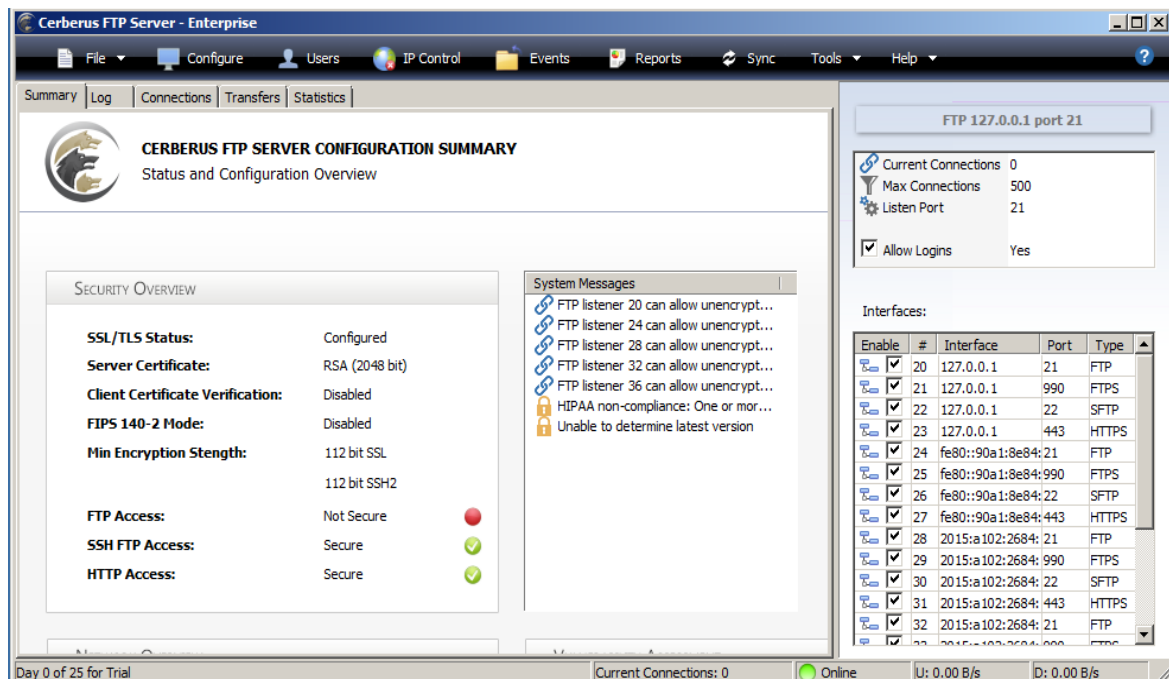 Cerberus FTP Server - Enterprise
File Configure Users IP Control Events Reports Sync Tools Help ?
Summary Log Connections Transfers Statistics
CERBERUS FTP SERVER CONFIGURATION SUMMARY
Status and Configuration Overview
SECURITY OVERVIEW
SSL/TLS Status: Configured
Server Certificate: RSA (2048 bit)
Client Certificate Verification: Disabled
FIPS 140-2 Mode: Disabled
Min Encryption Stength: 112 bit SSL
112 bit SSH2
FTP Access: Not Secure
SSH FTP Access: Secure
HTTP Access: Secure
System Messages
FTP listener 20 can allow unencrypt...
FTP listener 24 can allow unencrypt...
FTP listener 28 can allow unencrypt...
FTP listener 32 can allow unencrypt...
FTP listener 36 can allow unencrypt...
HIPAA non-compliance: One or mor...
Unable to determine latest version
FTP 127.0.0.1 port 21
Current Connections 0
Max Connections 500
Listen Port 21
Allow Logins Yes
Interfaces:
Enable # Interface Port Type
20 127.0.0.1 21 FTP
21 127.0.0.1 990 FTPS
22 127.0.0.1 22 SFTP
23 127.0.0.1 443 HTTPS
24 fe80::90a1:8e84: 21 FTP
25 fe80::90a1:8e84: 990 FTPS
26 fe80::90a1:8e84: 22 SFTP
27 fe80::90a1:8e84: 443 HTTPS
28 2015:a102:2684: 21 FTP
29 2015:a102:2684: 990 FTPS
30 2015:a102:2684: 22 SFTP
31 2015:a102:2684: 443 HTTPS
32 2015:a102:2684: 21 FTP
Day 0 of 25 for Trial Current Connections: 0 Online U: 0.00 B/s D: 0.00 B/s